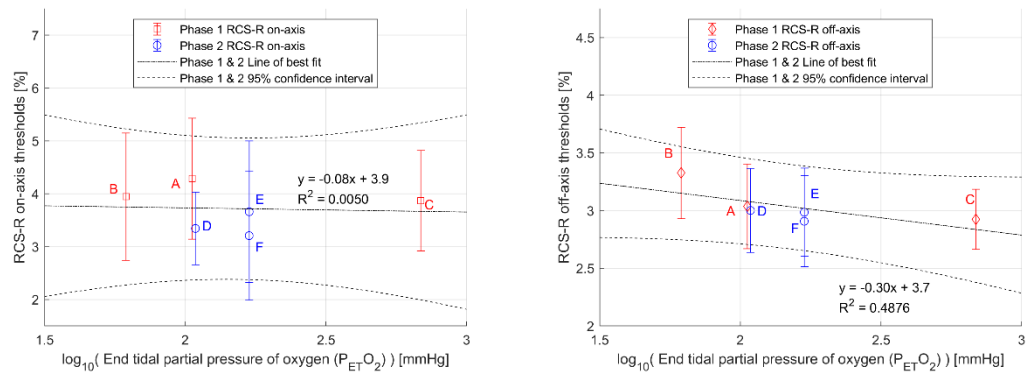 7
6
5
4
3
2
RCS-R on-axis thresholds [%]
Phase 1 RCS-R on-axis
Phase 2 RCS-R on-axis
Phase 1 & 2 Line of best fit
Phase 1 & 2 95% confidence interval
B
A
D
E
F
C
y = -0.08x + 3.9
R² = 0.0050
1.5 2 2.5 3
log₁₀( End tidal partial pressure of oxygen (P_ETO₂) ) [mmHg]
4.5
4
3.5
3
2.5
2
RCS-R off-axis thresholds [%]
Phase 1 RCS-R off-axis
Phase 2 RCS-R off-axis
Phase 1 & 2 Line of best fit
Phase 1 & 2 95% confidence interval
B
A
D
E
F
C
y = -0.30x + 3.7
R² = 0.4876
1.5 2 2.5 3
log₁₀( End tidal partial pressure of oxygen (P_ETO₂) ) [mmHg]